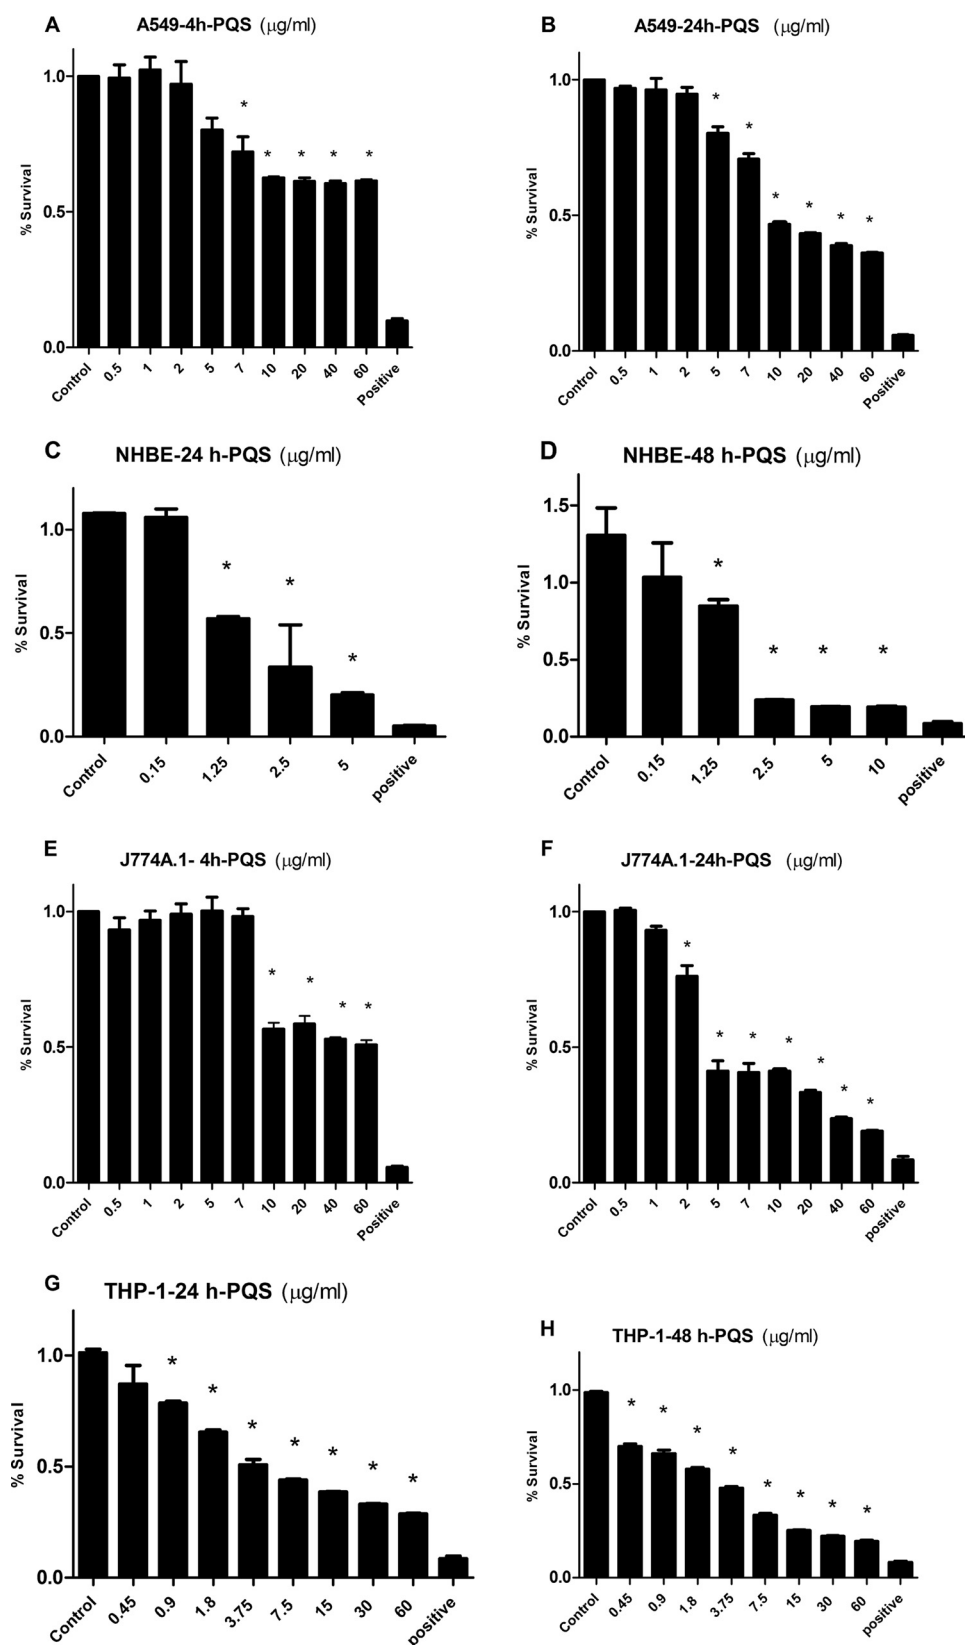 A
A549-4h-PQS (μg/ml)
% Survival
1.0
0.5
0.0
* * * * *
Control 0.5 1 2 5 7 10 20 40 60 Positive
B
A549-24h-PQS (μg/ml)
% Survival
1.0
0.5
0.0
* * * * * *
Control 0.5 1 2 5 7 10 20 40 60 Positive
C
NHBE-24 h-PQS (μg/ml)
% Survival
1.0
0.5
0.0
* * *
Control 0.15 1.25 2.5 5 positive
D
NHBE-48 h-PQS (μg/ml)
% Survival
1.5
1.0
0.5
0.0
* * * *
Control 0.15 1.25 2.5 5 10 positive
E
J774A.1- 4h-PQS (μg/ml)
% Survival
1.0
0.5
0.0
* * * *
Control 0.5 1 2 5 7 10 20 40 60 Positive
F
J774A.1-24h-PQS (μg/ml)
% Survival
1.0
0.5
0.0
* * * * * * *
Control 0.5 1 2 5 7 10 20 40 60 positive
G
THP-1-24 h-PQS (μg/ml)
% Survival
1.0
0.5
0.0
* * * * * * *
Control 0.45 0.9 1.8 3.75 7.5 15 30 60 positive
H
THP-1-48 h-PQS (μg/ml)
% Survival
1.0
0.5
0.0
* * * * * * * *
Control 0.45 0.9 1.8 3.75 7.5 15 30 60 positive